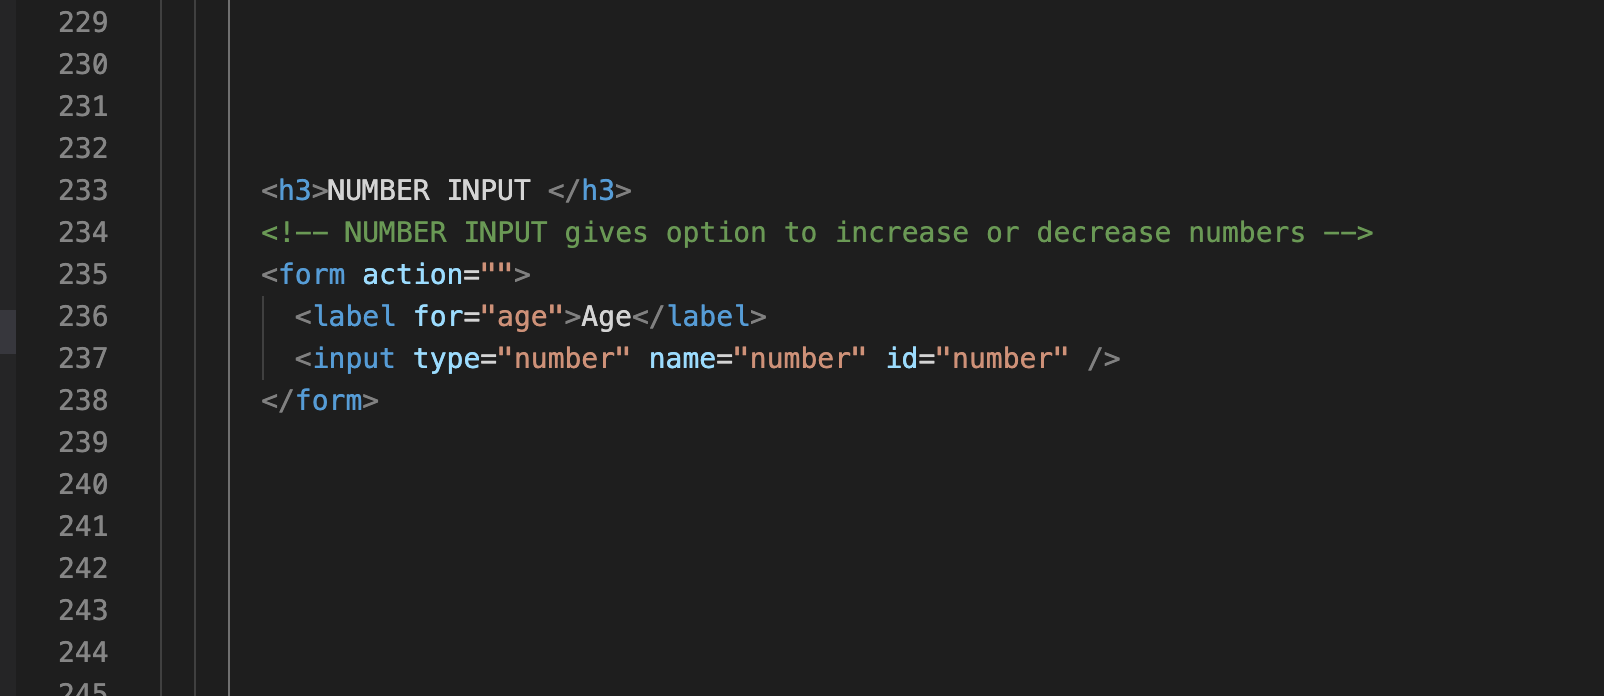 229
230
231
232
233 <h3>NUMBER INPUT </h3>
234 <!-- NUMBER INPUT gives option to increase or decrease numbers -->
235 <form action="">
236 <label for="age">Age</label>
237 <input type="number" name="number" id="number" />
238 </form>
239
240
241
242
243
244
245